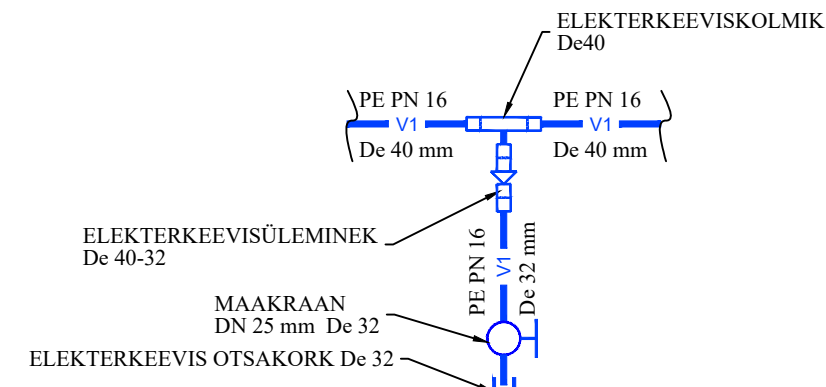 ELEKTERKEEVISKOLMIK
De40
PE PN 16
PE PN 16
V1
V1
De 40 mm
De 40 mm
ELEKTERKEEVISÜLEMINEK
De 40-32
PE PN 16
V1
De 32 mm
MAAKRAAN
DN 25 mm De 32
ELEKTERKEEVIS OTSAKORK De 32